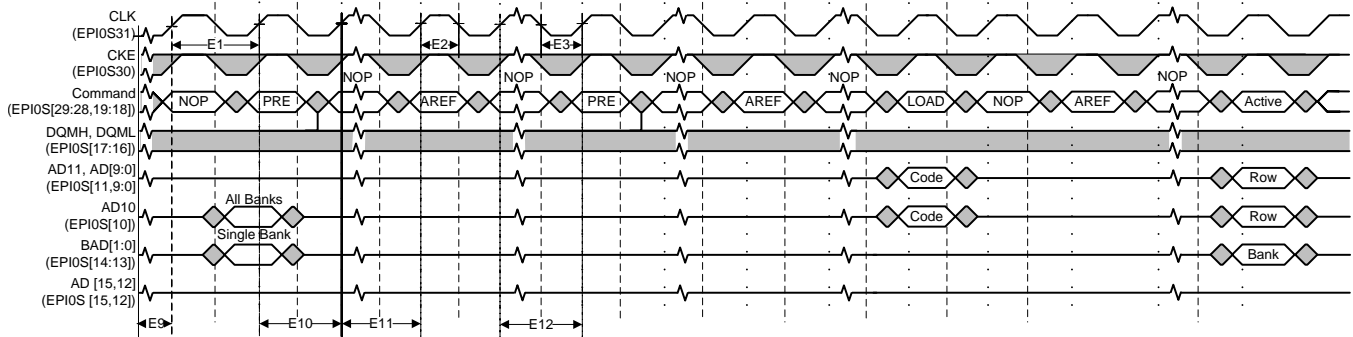 CLK
(EPI0S31)
E1
E2
E3
CKE
(EPI0S30)
NOP
NOP
NOP
NOP
NOP
Command
(EPI0S[29:28,19:18])
NOP
PRE
AREF
PRE
AREF
LOAD
NOP
AREF
Active
DQMH, DQML
(EPI0S[17:16])
AD11, AD[9:0]
(EPI0S[11,9:0]
Code
Row
All Banks
AD10
(EPI0S[10])
Code
Row
Single Bank
BAD[1:0]
(EPI0S[14:13])
Bank
AD [15,12]
(EPI0S [15,12])
E9
E10
E11
E12